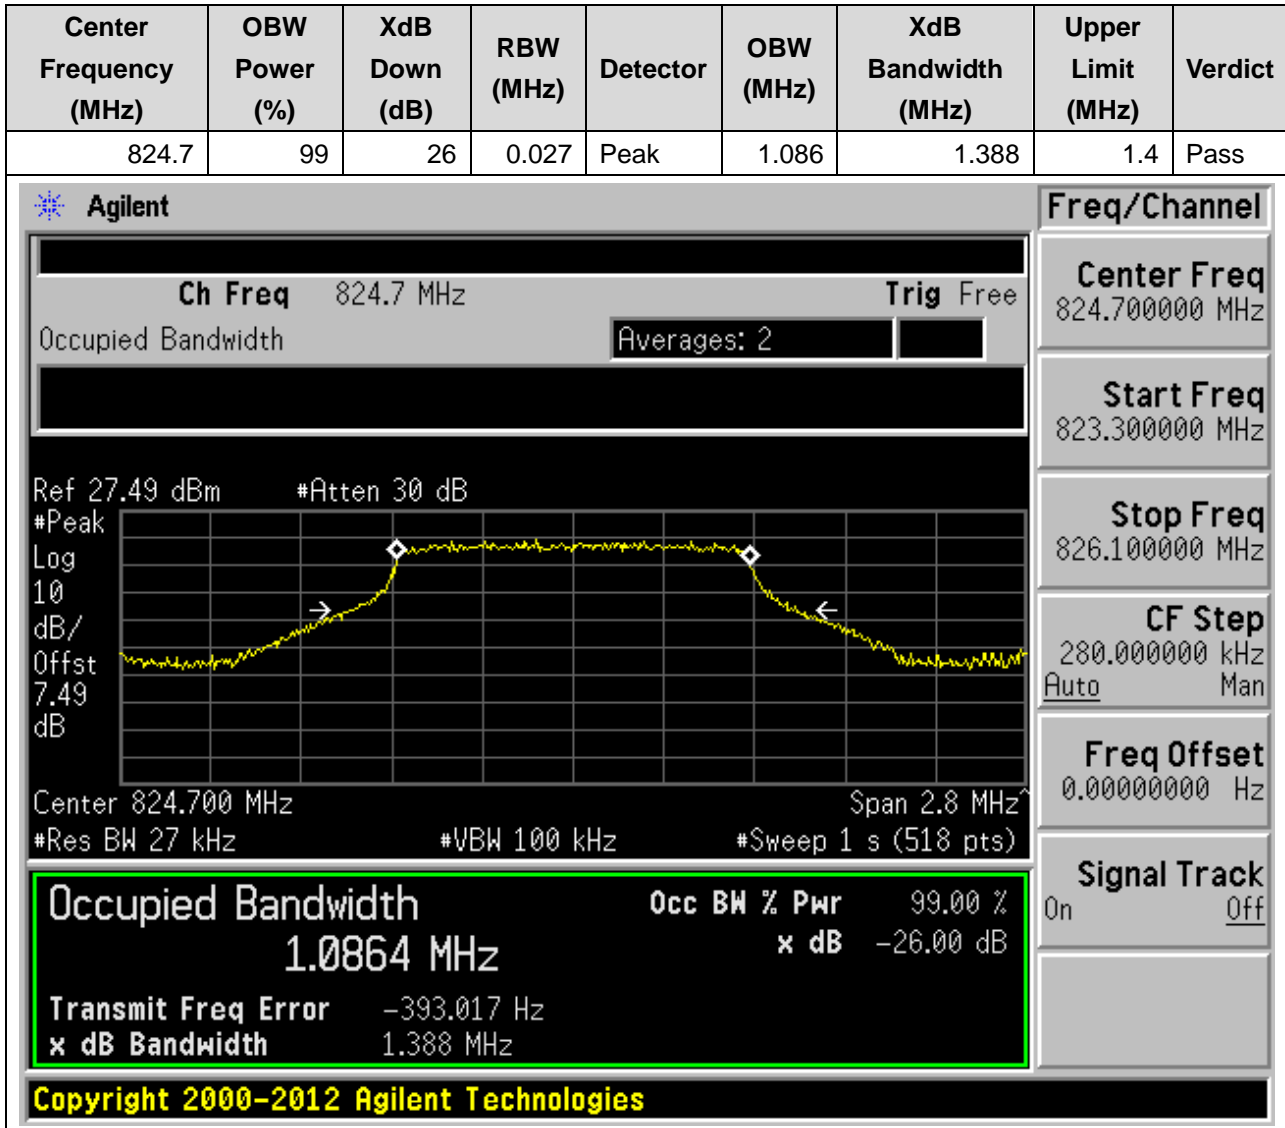 Center Frequency (MHz) OBW Power (%) XdB Down (dB) RBW (MHz) Detector OBW (MHz) XdB Bandwidth (MHz) Upper Limit (MHz) Verdict
824.7 99 26 0.027 Peak 1.086 1.388 1.4 Pass
Agilent
Ch Freq 824.7 MHz Trig Free
Occupied Bandwidth Averages: 2
Ref 27.49 dBm #Atten 30 dB
#Peak
Log
10
dB/
Offst
7.49
dB
Center 824.700 MHz Span 2.8 MHz^
#Res BW 27 kHz #VBW 100 kHz #Sweep 1 s (518 pts)
Occupied Bandwidth Occ BW % Pwr 99.00 %
1.0864 MHz x dB -26.00 dB
Transmit Freq Error -393.017 Hz
x dB Bandwidth 1.388 MHz
Freq/Channel
Center Freq
824.700000 MHz
Start Freq
823.300000 MHz
Stop Freq
826.100000 MHz
CF Step
280.000000 kHz
Auto Man
Freq Offset
0.00000000 Hz
Signal Track
On Off
Copyright 2000-2012 Agilent Technologies